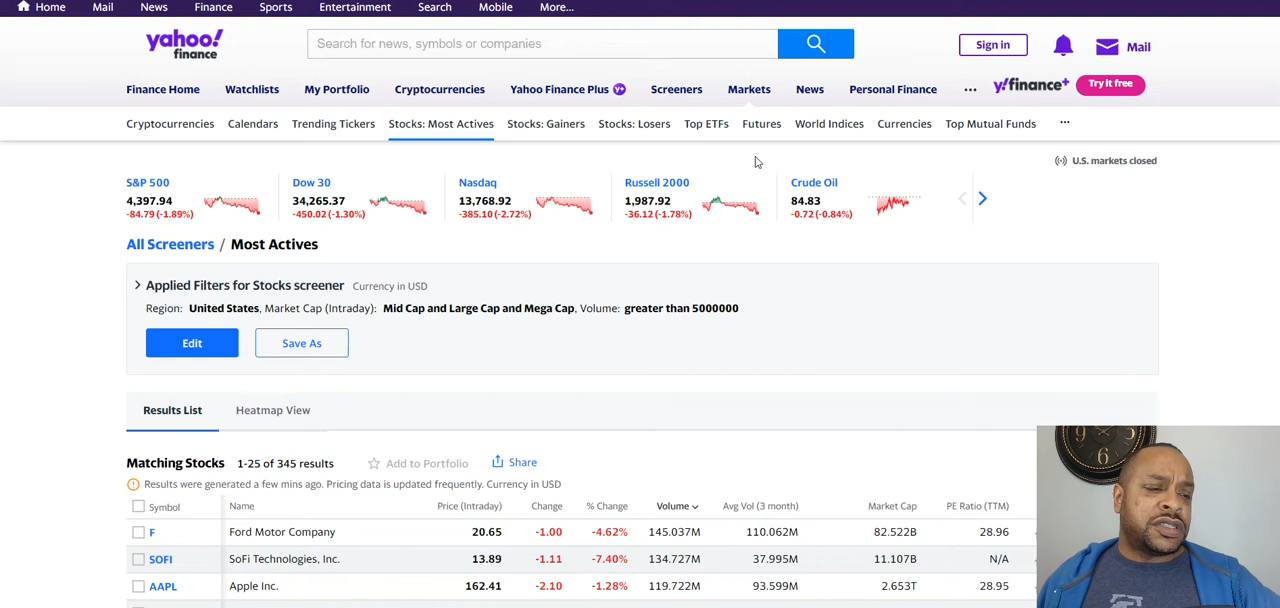 Home Mail News Finance Sports Entertainment Search Mobile More...
yahoo!
finance
Search for news, symbols or companies
Sign in
Mail
Finance Home Watchlists My Portfolio Cryptocurrencies Yahoo Finance Plus Y+ Screeners Markets News Personal Finance ... y!finance+ Try it free
Cryptocurrencies Calendars Trending Tickers Stocks: Most Actives Stocks: Gainers Stocks: Losers Top ETFs Futures World Indices Currencies Top Mutual Funds ...
U.S. markets closed
S&P 500 Dow 30 Nasdaq Russell 2000 Crude Oil
4,397.94 34,265.37 13,768.92 1,987.92 84.83
-84.79 (-1.89%) -450.02 (-1.30%) -385.10 (-2.72%) -36.12 (-1.78%) -0.72 (-0.84%)
All Screeners / Most Actives
Applied Filters for Stocks screener Currency in USD
Region: United States, Market Cap (Intraday): Mid Cap and Large Cap and Mega Cap, Volume: greater than 5000000
Edit Save As
Results List Heatmap View
Matching Stocks 1-25 of 345 results Add to Portfolio Share
Results were generated a few mins ago. Pricing data is updated frequently. Currency in USD
Symbol Name Price (Intraday) Change % Change Volume Avg Vol (3 month) Market Cap PE Ratio (TTM)
F Ford Motor Company 20.65 -1.00 -4.62% 145.037M 110.062M 82.522B 28.96
SOFI SoFi Technologies, Inc. 13.89 -1.11 -7.40% 134.727M 37.995M 11.107B N/A
AAPL Apple Inc. 162.41 -2.10 -1.28% 119.722M 93.599M 2.653T 28.95